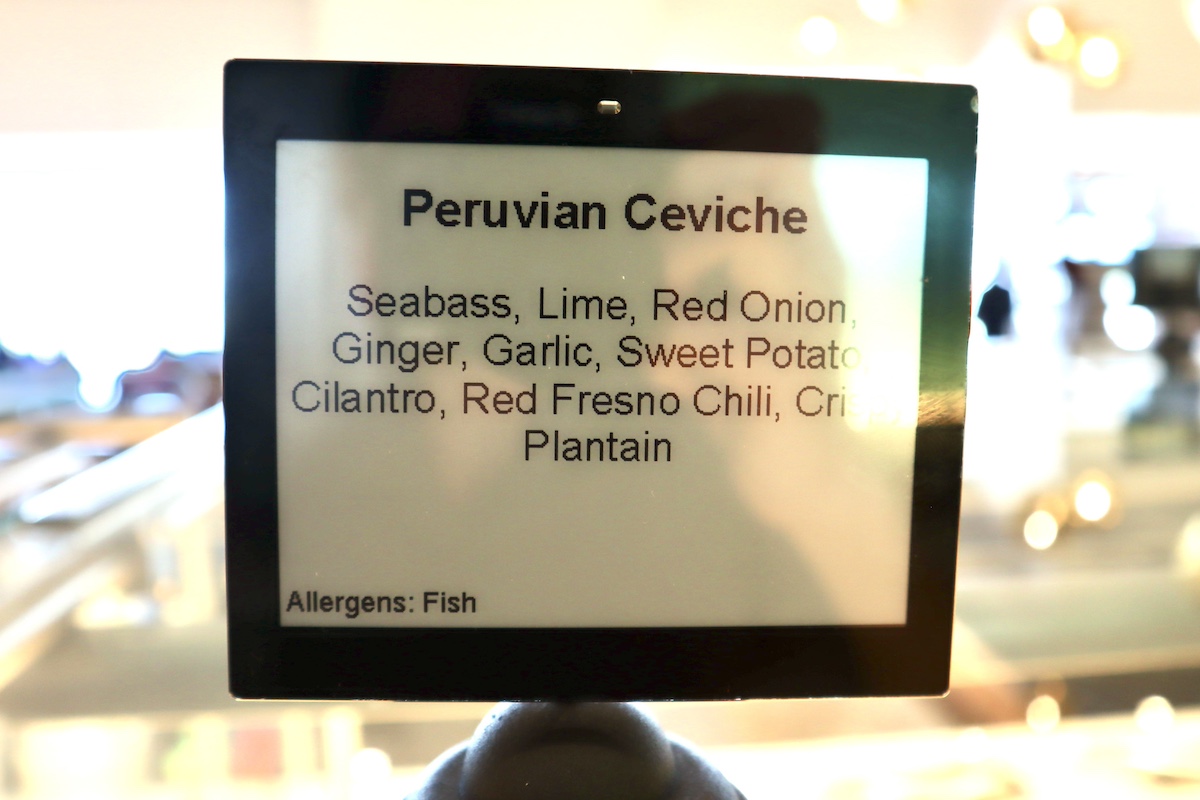 Peruvian Ceviche
Seabass, Lime, Red Onion,
Ginger, Garlic, Sweet Potato
Cilantro, Red Fresno Chili,
Plantain
Allergens: Fish